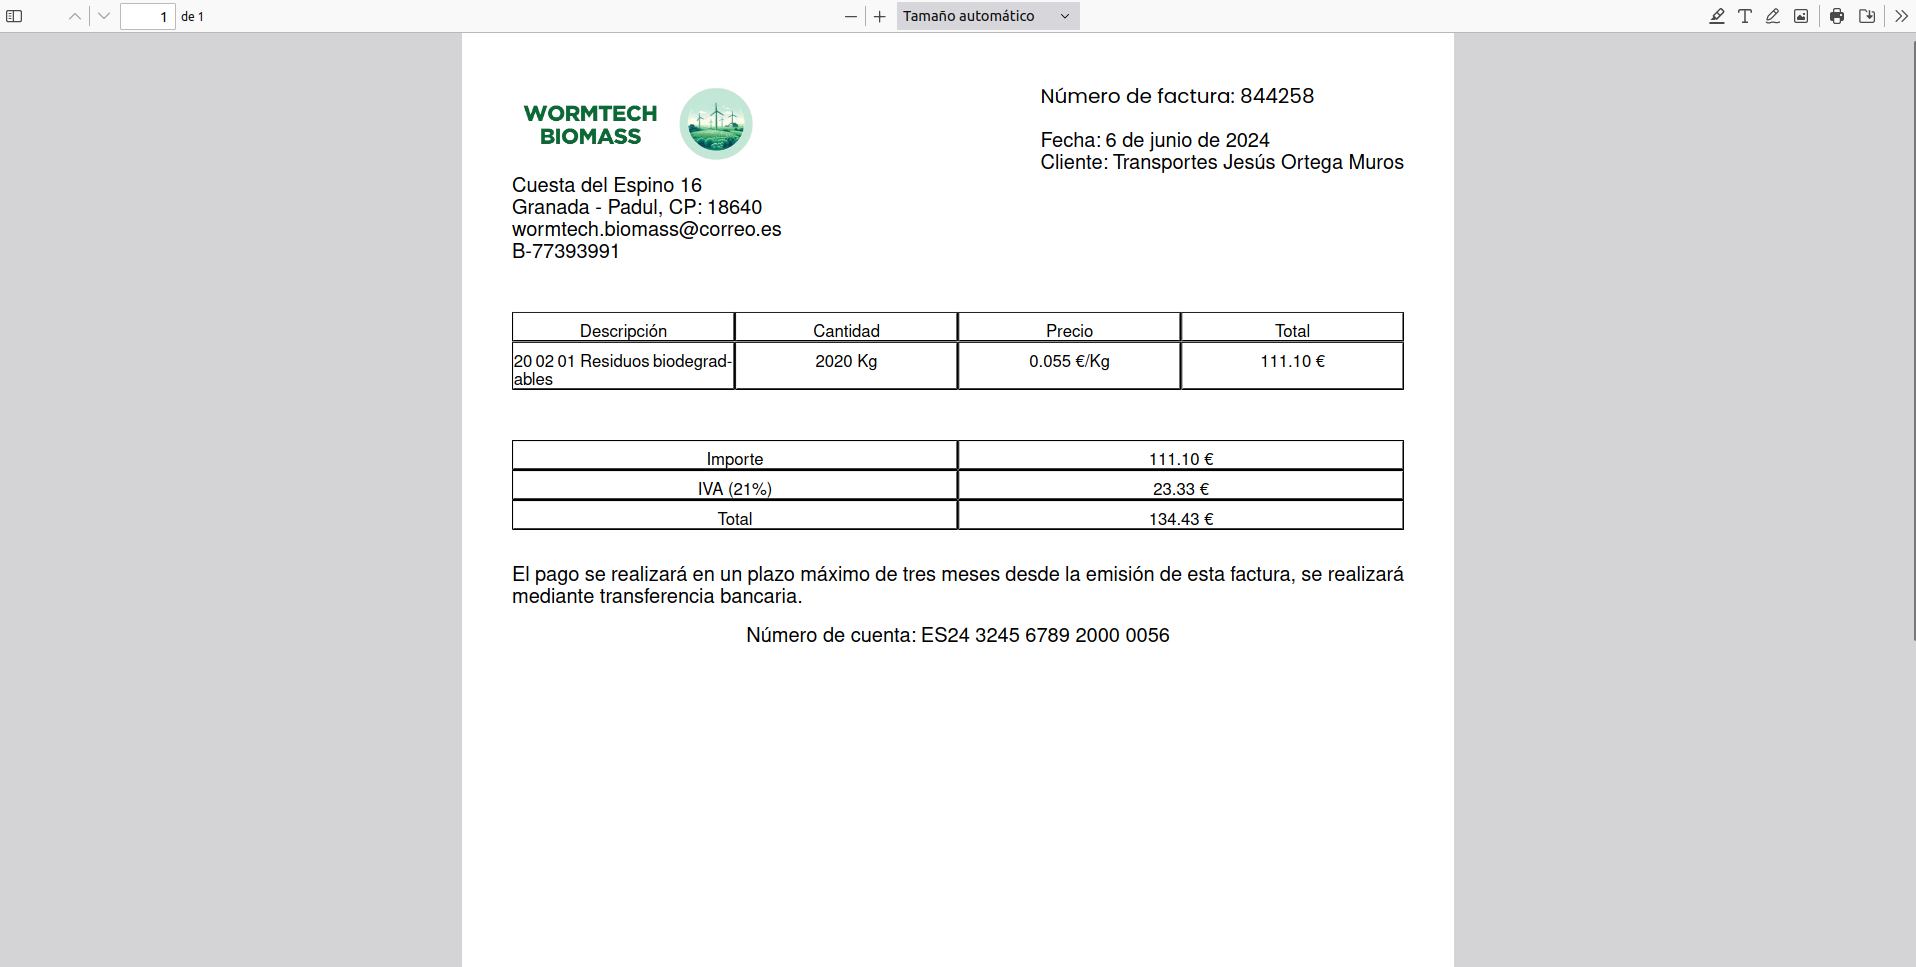 1 de 1
Tamaño automático
WORMTECH
BIOMASS
Número de factura: 844258
Fecha: 6 de junio de 2024
Cliente: Transportes Jesús Ortega Muros
Cuesta del Espino 16
Granada - Padul, CP: 18640
wormtech.biomass@correo.es
B-77393991
Descripción Cantidad Precio Total
20 02 01 Residuos biodegrad- 2020 Kg 0.055 €/Kg 111.10 €
ables
Importe 111.10 €
IVA (21%) 23.33 €
Total 134.43 €
El pago se realizará en un plazo máximo de tres meses desde la emisión de esta factura, se realizará
mediante transferencia bancaria.
Número de cuenta: ES24 3245 6789 2000 0056